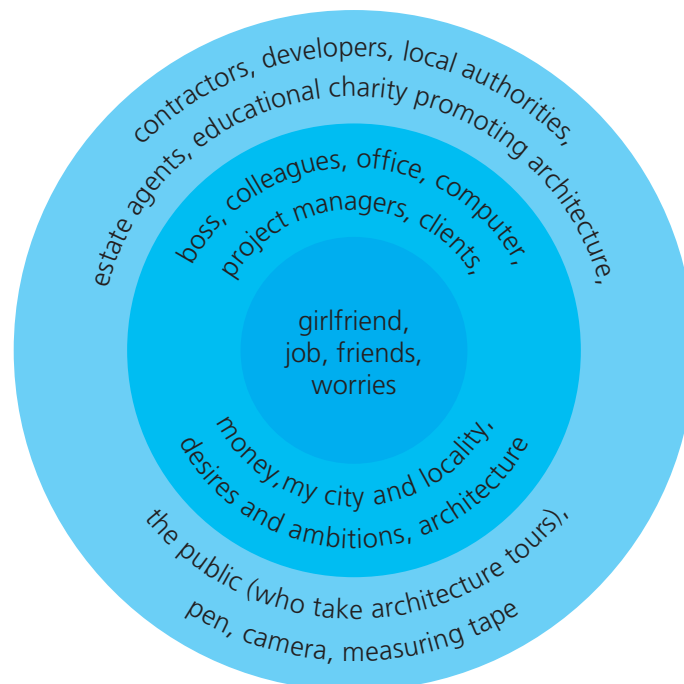 contractors, developers, local authorities,
estate agents, educational charity promoting architecture,
boss, colleagues, office, computer,
project managers, clients,
girlfriend,
job, friends,
worries
money,my city and locality,
desires and ambitions, architecture
the public (who take architecture tours),
pen, camera, measuring tape